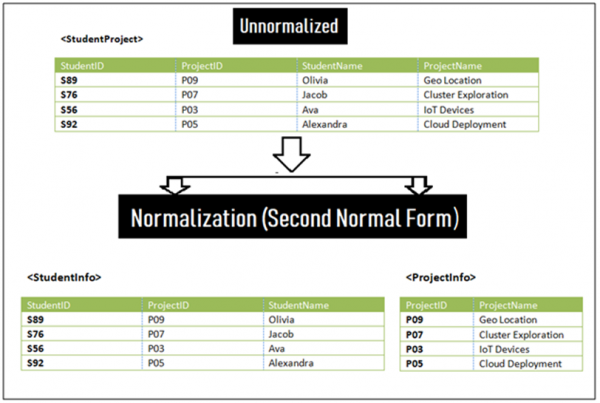 Unnormalized
<StudentProject>
StudentID ProjectID StudentName ProjectName
S89 P09 Olivia Geo Location
S76 P07 Jacob Cluster Exploration
S56 P03 Ava IoT Devices
S92 P05 Alexandra Cloud Deployment
Normalization (Second Normal Form)
<StudentInfo>
StudentID ProjectID StudentName
S89 P09 Olivia
S76 P07 Jacob
S56 P03 Ava
S92 P05 Alexandra
<ProjectInfo>
ProjectID ProjectName
P09 Geo Location
P07 Cluster Exploration
P03 IoT Devices
P05 Cloud Deployment